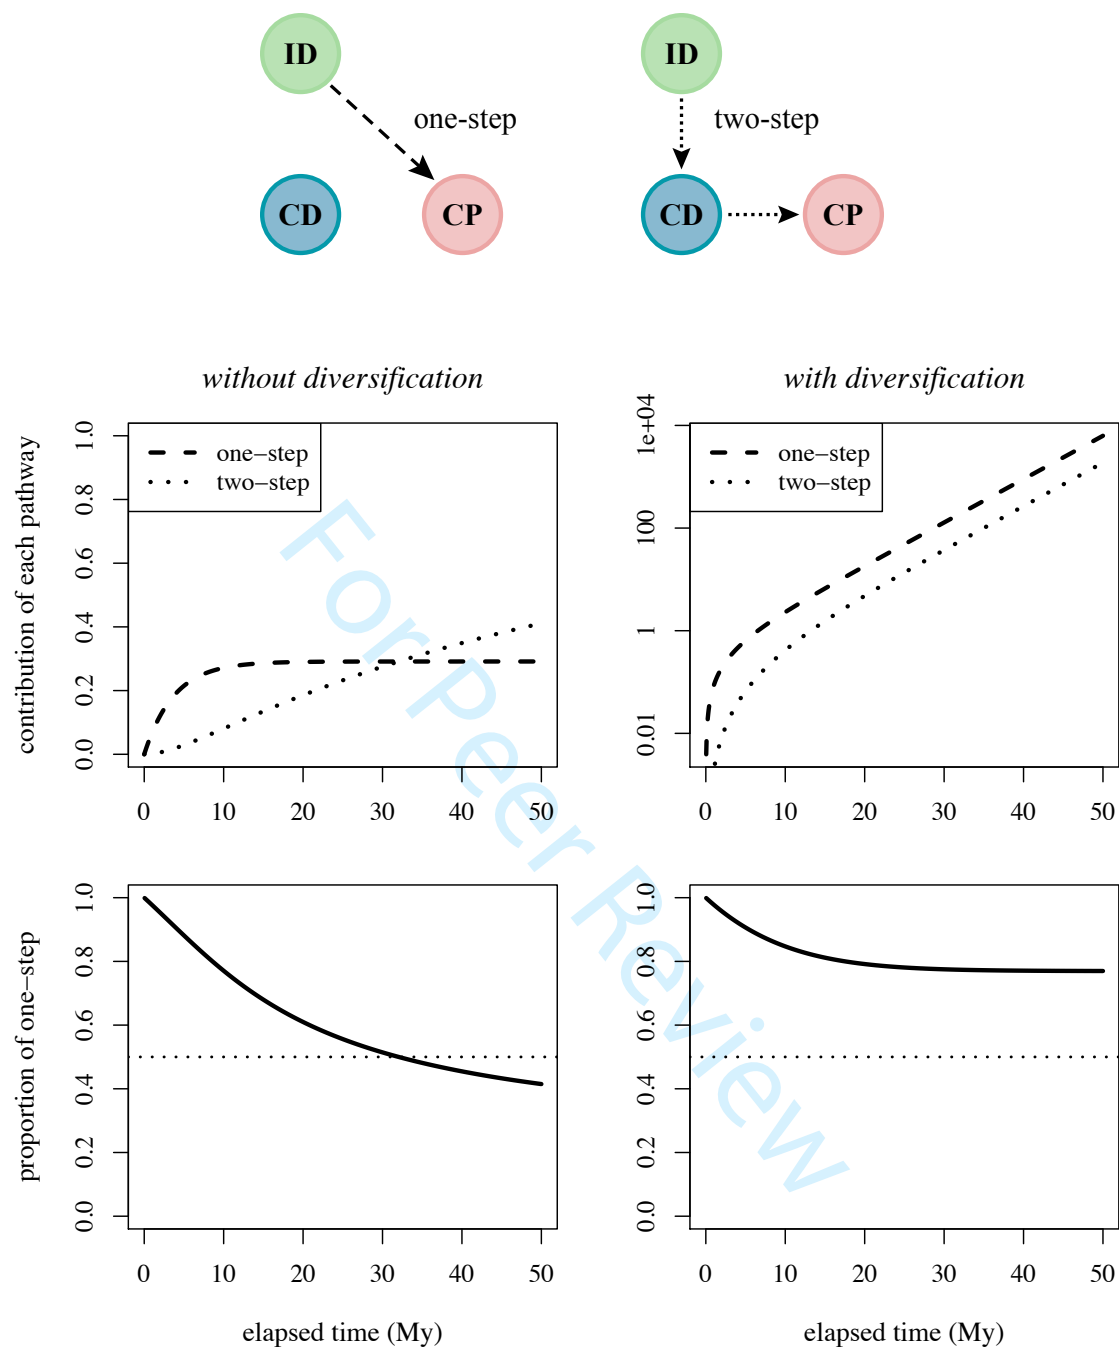 ID ID
one-step two-step
CD CP CD CP
without diversification with diversification
contribution of each pathway
1.0
0.8
0.6
0.4
0.2
0.0
one−step
two−step
0 10 20 30 40 50
1e+04
100
1
0.01
one−step
two−step
0 10 20 30 40 50
proportion of one−step
1.0
0.8
0.6
0.4
0.2
0.0
0 10 20 30 40 50
elapsed time (My)
1.0
0.8
0.6
0.4
0.2
0.0
0 10 20 30 40 50
elapsed time (My)
For Peer Review